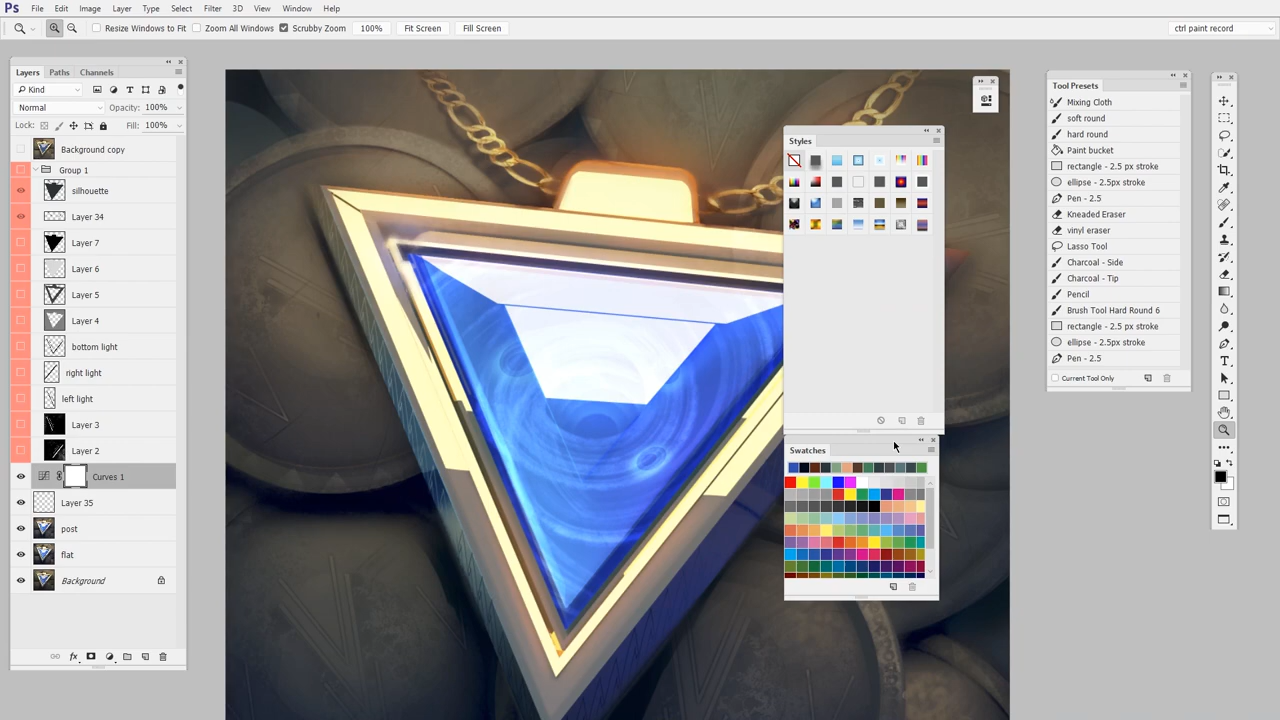 Ps File Edit Image Layer Type Select Filter 3D View Window Help
Resize Windows to Fit Zoom All Windows Scrubby Zoom 100% Fit Screen Fill Screen ctrl paint record
Layers Paths Channels
Kind
Normal Opacity: 100%
Lock: Fill: 100%
Background copy
Group 1
silhouette
Layer 34
Layer 7
Layer 6
Layer 5
Layer 4
bottom light
right light
left light
Layer 3
Layer 2
Curves 1
Layer 35
post
flat
Background
fx
Styles
Swatches
Tool Presets
Mixing Cloth
soft round
hard round
Paint bucket
rectangle - 2.5 px stroke
ellipse - 2.5px stroke
Pen - 2.5
Kneaded Eraser
vinyl eraser
Lasso Tool
Charcoal - Side
Charcoal - Tip
Pencil
Brush Tool Hard Round 6
rectangle - 2.5 px stroke
ellipse - 2.5px stroke
Pen - 2.5
Current Tool Only